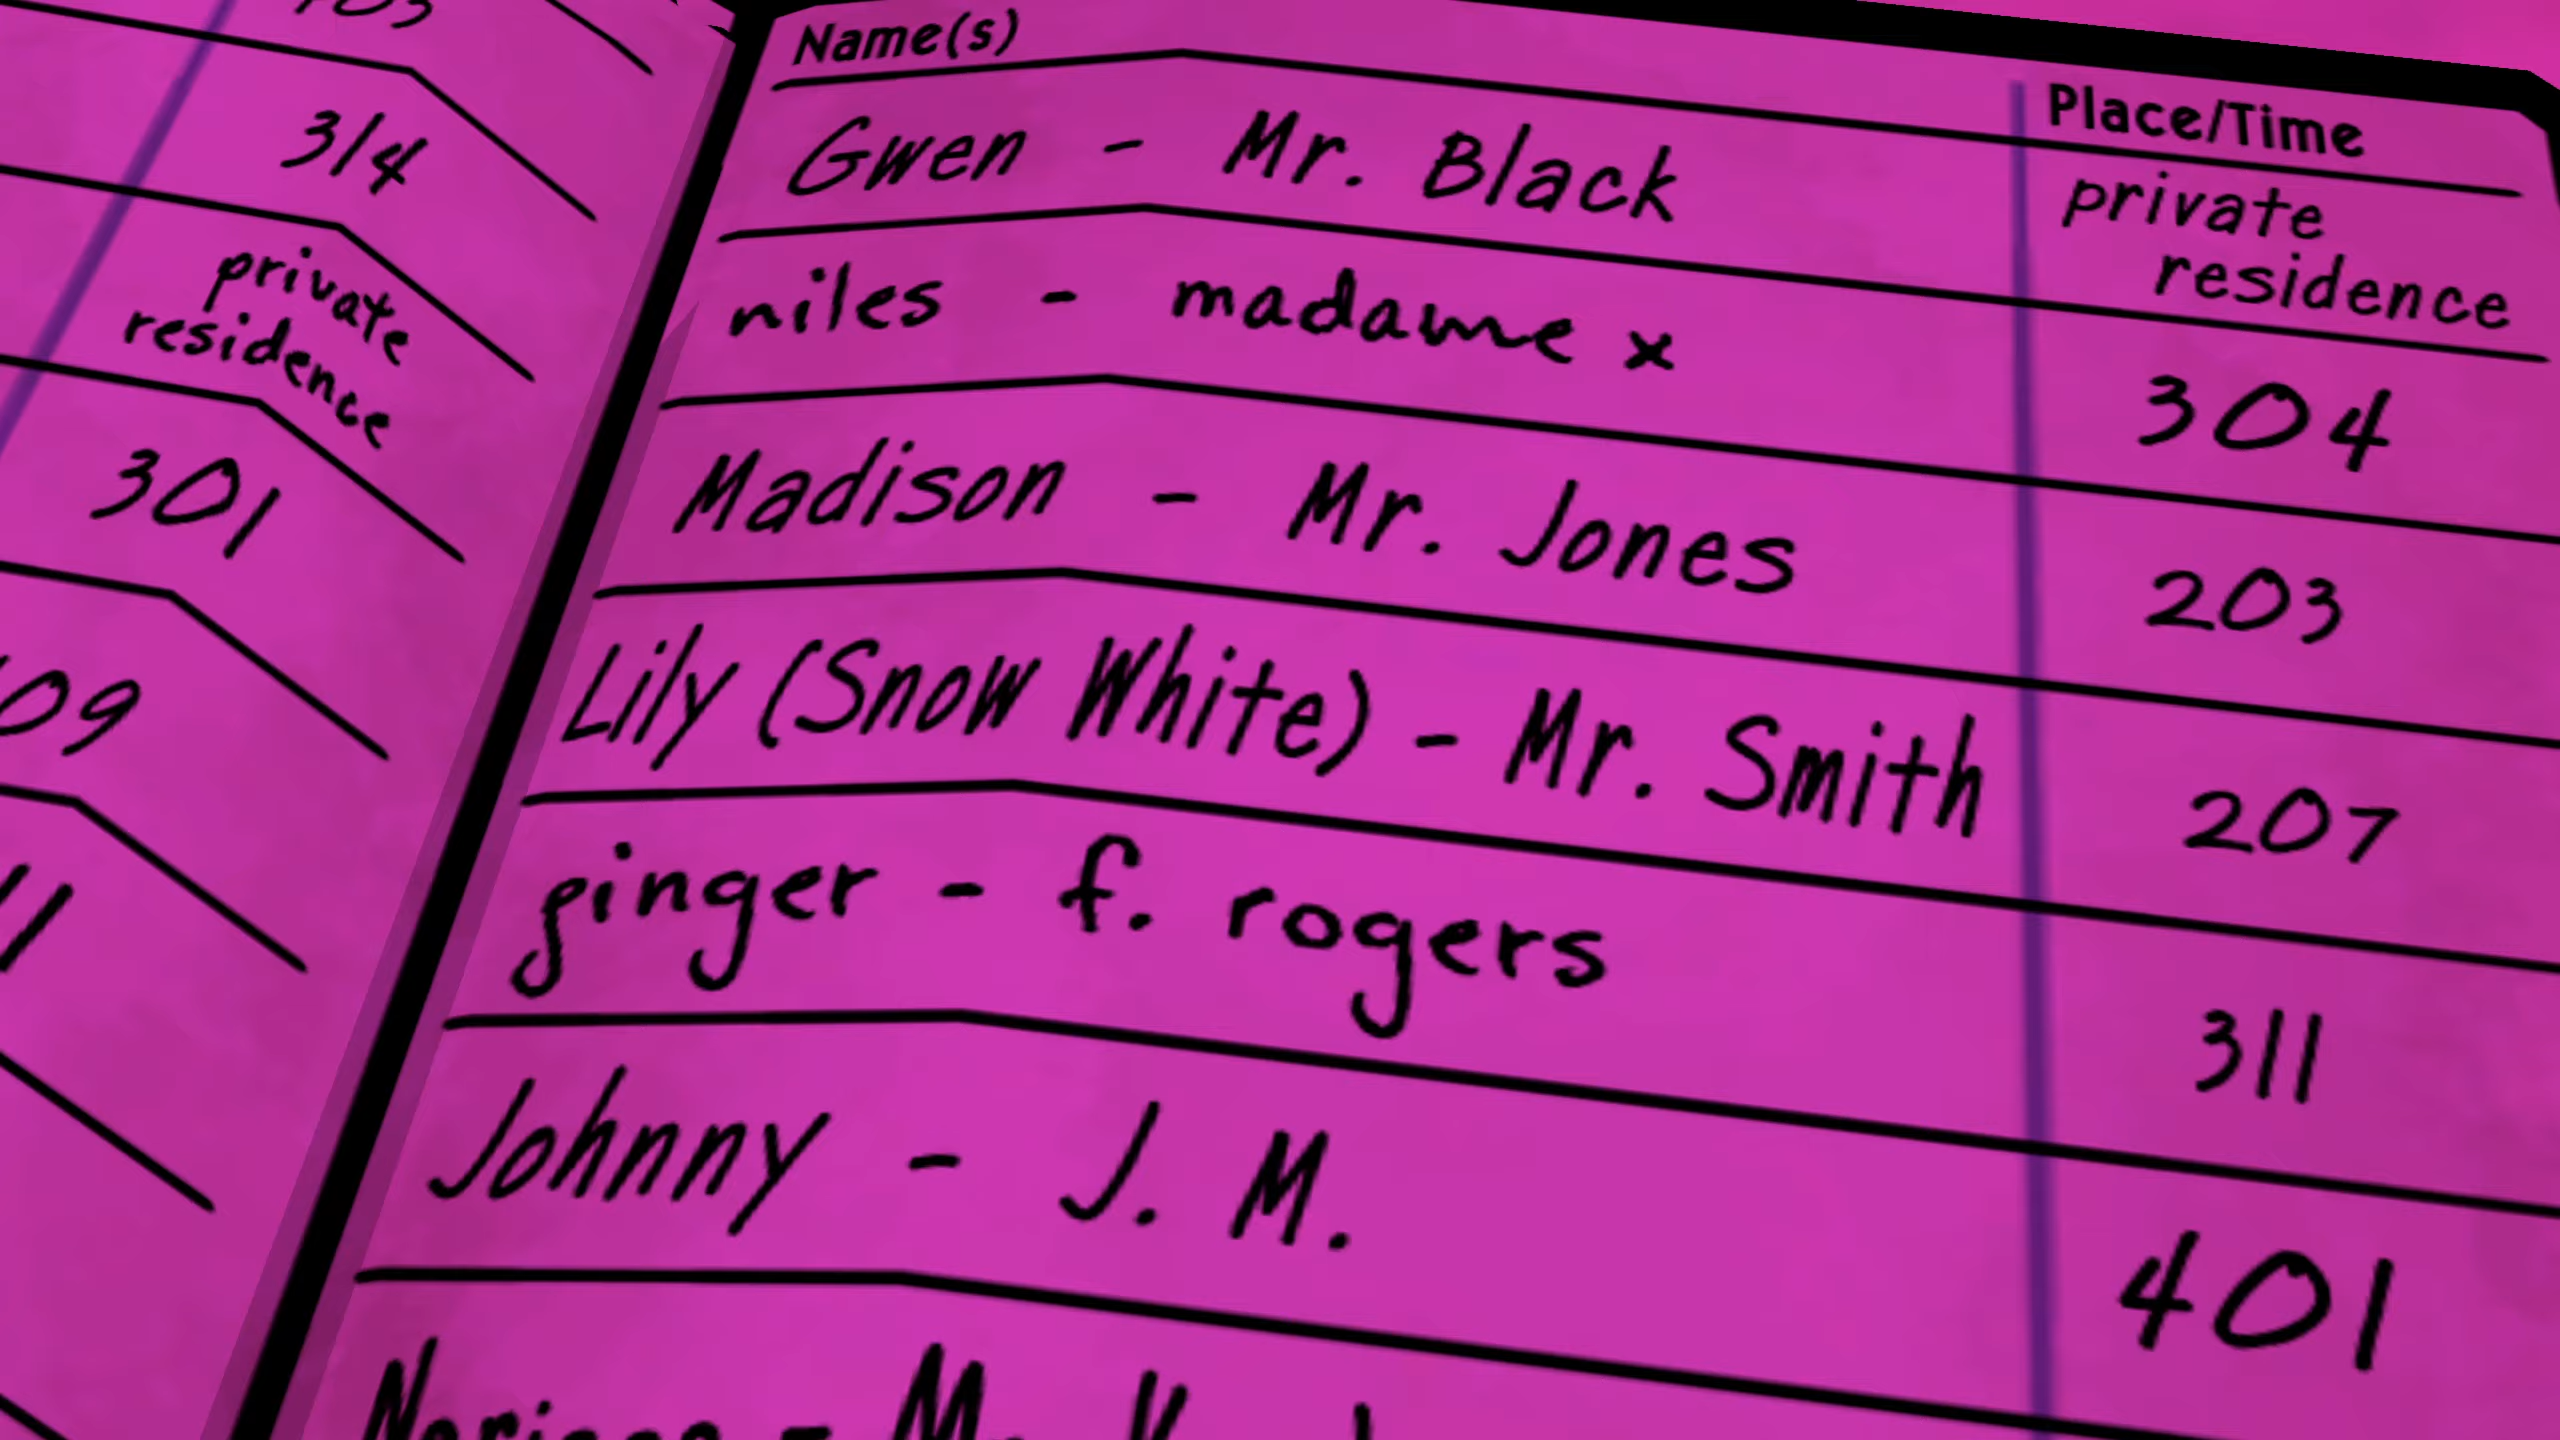 314
private
residence
301
09
Name(s)
Place/Time
Gwen - Mr. Black
private
residence
niles - madame x
304
Madison - Mr. Jones
203
Lily (Snow White) - Mr. Smith
207
ginger - f. rogers
311
Johnny - J. M.
401